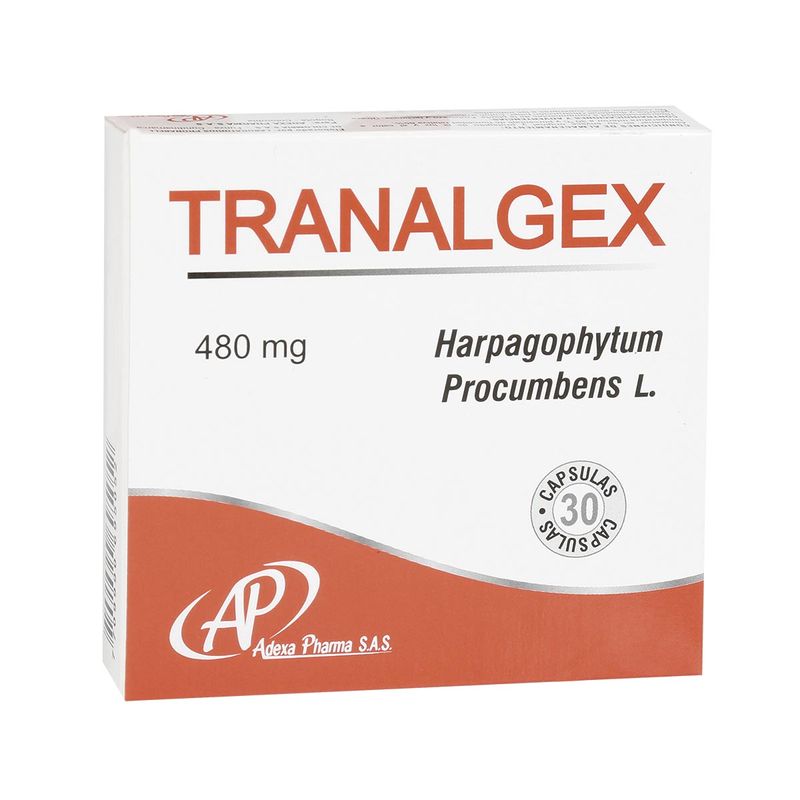 TRANALGEX
480 mg
Harpagophytum
Procumbens L.
CAPSULAS
30
CAPSULAS
AP
Adexa Pharma S.A.S.